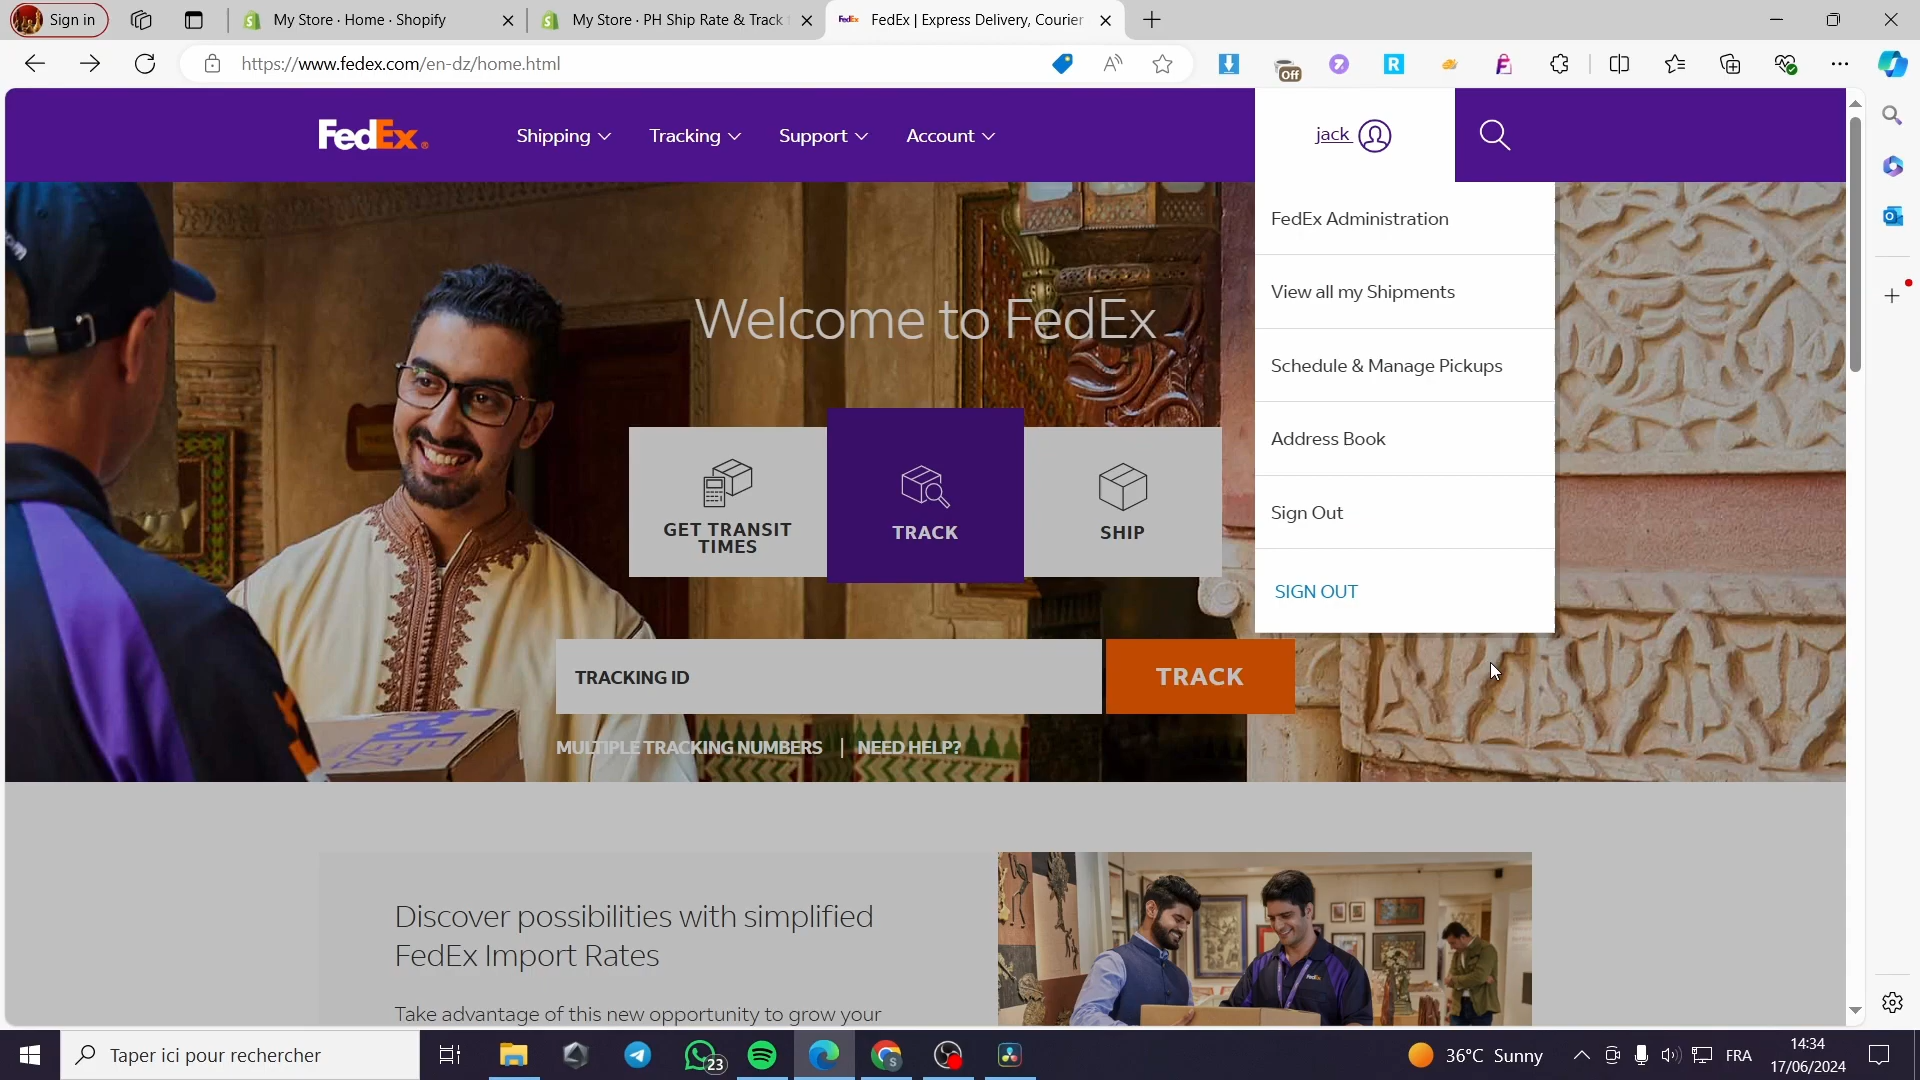 Sign in
My Store · Home · Shopify
My Store · PH Ship Rate & Track
FedEx | Express Delivery, Courier
https://www.fedex.com/en-dz/home.html
Off
FedEx®
Shipping
Tracking
Support
Account
jack
FedEx Administration
View all my Shipments
Schedule & Manage Pickups
Address Book
Sign Out
SIGN OUT
Welcome to FedEx
GET TRANSIT
TIMES
TRACK
SHIP
TRACKING ID
TRACK
MULTIPLE TRACKING NUMBERS | NEED HELP?
Discover possibilities with simplified
FedEx Import Rates
Take advantage of this new opportunity to grow your
Taper ici pour rechercher
23
36°C Sunny
FRA
14:34
17/06/2024